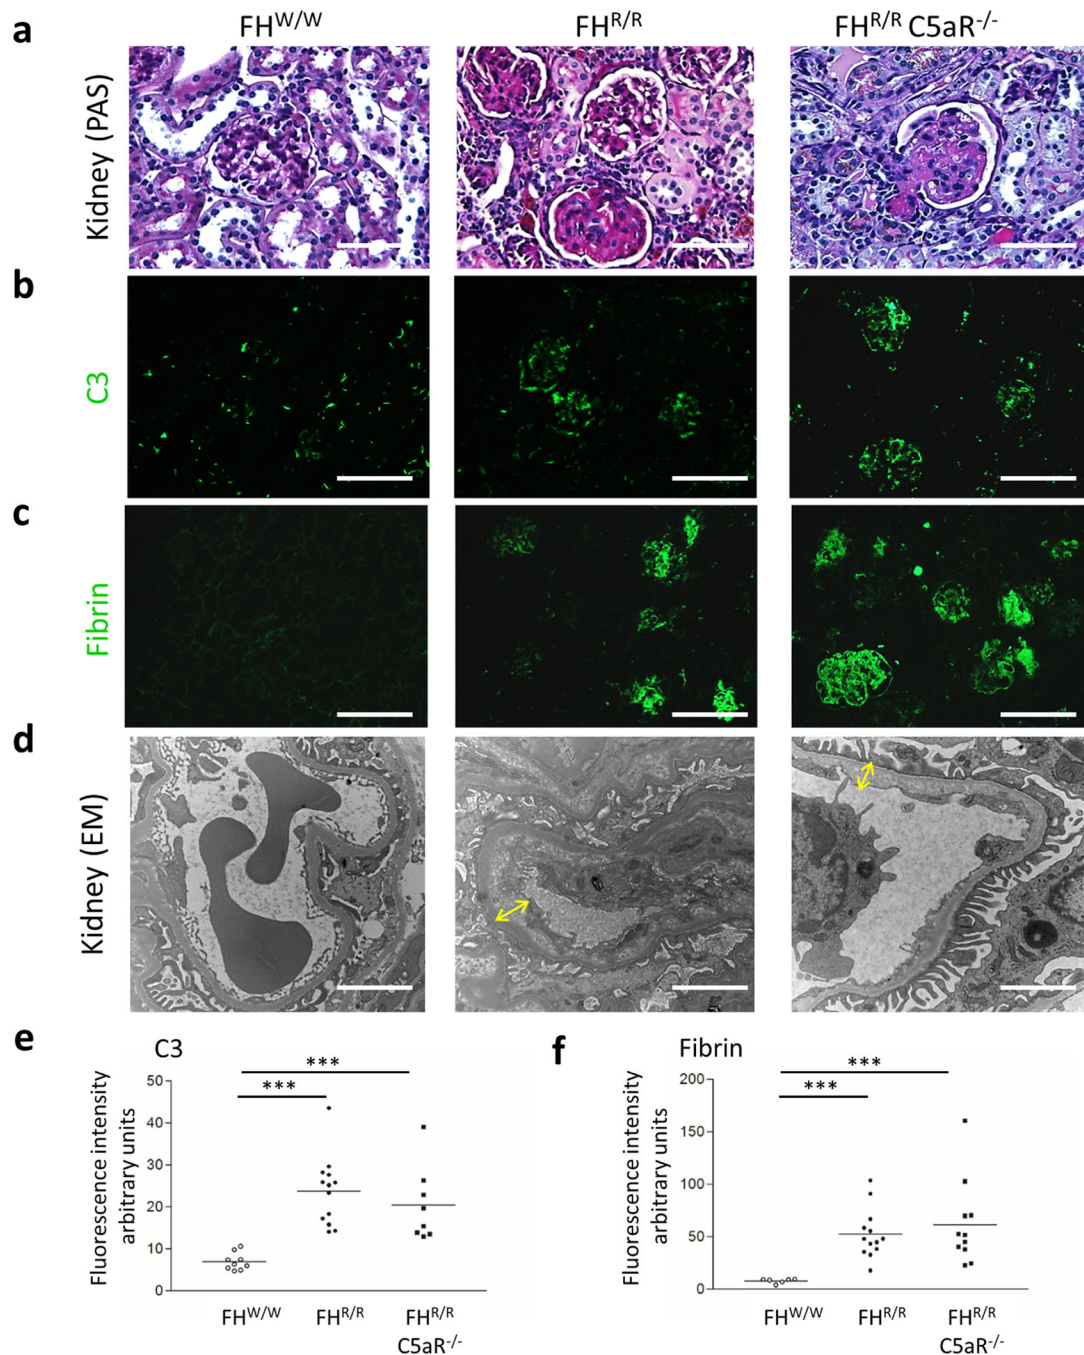 a
FH^W/W
FH^R/R
FH^R/R C5aR^-/-
Kidney (PAS)
b
C3
c
Fibrin
d
Kidney (EM)
e
C3
***
***
Fluorescence intensity
arbitrary units
50
40
30
20
10
0
FH^W/W
FH^R/R
FH^R/R
C5aR^-/-
f
Fibrin
***
***
Fluorescence intensity
arbitrary units
200
150
100
50
0
FH^W/W
FH^R/R
FH^R/R
C5aR^-/-